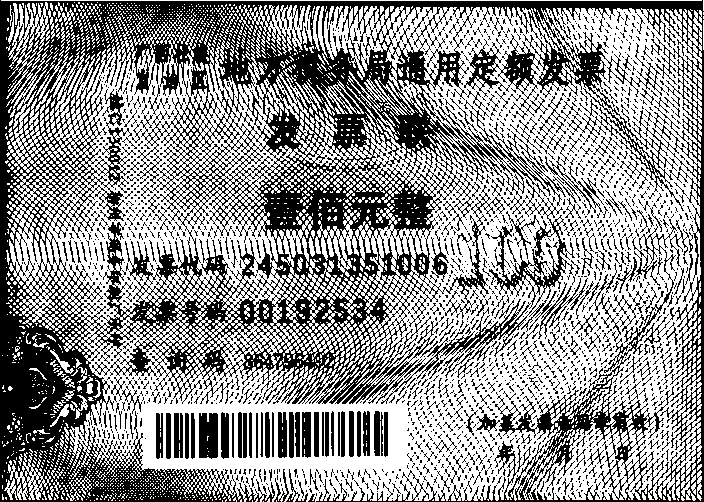 广西壮族
自治区
地方税务局通用定额发票
发票联
壹佰元整
发票代码 245031351006
100
发票号码 00192534
查询码
(加盖发票专用章有效)
年 月 日